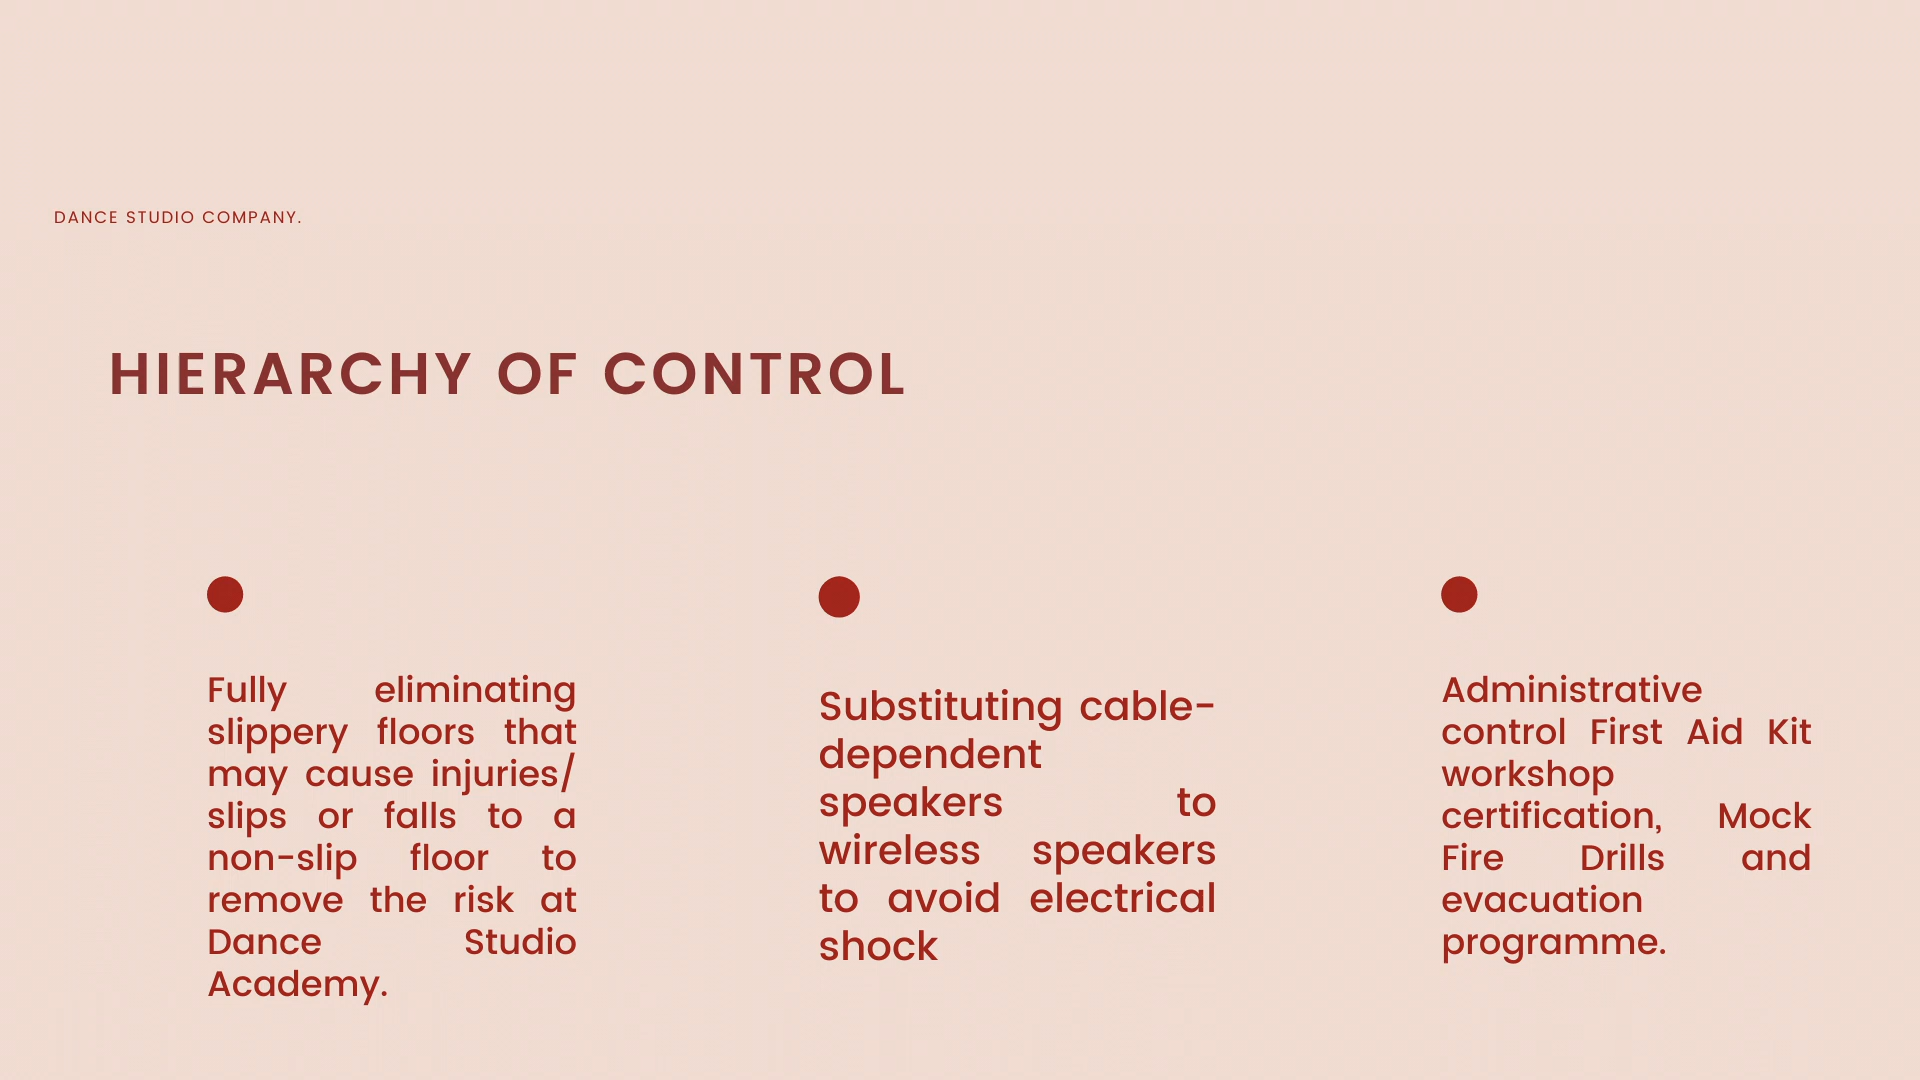 DANCE STUDIO COMPANY.
HIERARCHY OF CONTROL
Fully eliminating
slippery floors that
may cause injuries/
slips or falls to a
non-slip floor to
remove the risk at
Dance Studio
Academy.
Substituting cable-
dependent
speakers to
wireless speakers
to avoid electrical
shock
Administrative
control First Aid Kit
workshop
certification, Mock
Fire Drills and
evacuation
programme.